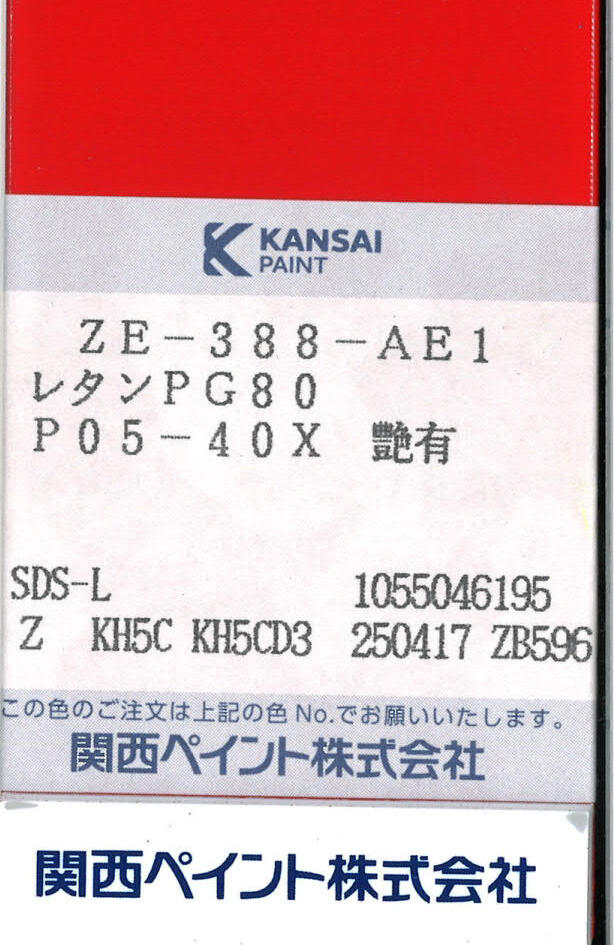 KANSAI
PAINT
ZE-388-AE1
レタンPG80
P05-40X 艶有
SDS-L 1055046195
Z KH5C KH5CD3 250417 ZB596
この色のご注文は上記の色No.でお願いいたします。
関西ペイント株式会社
関西ペイント株式会社